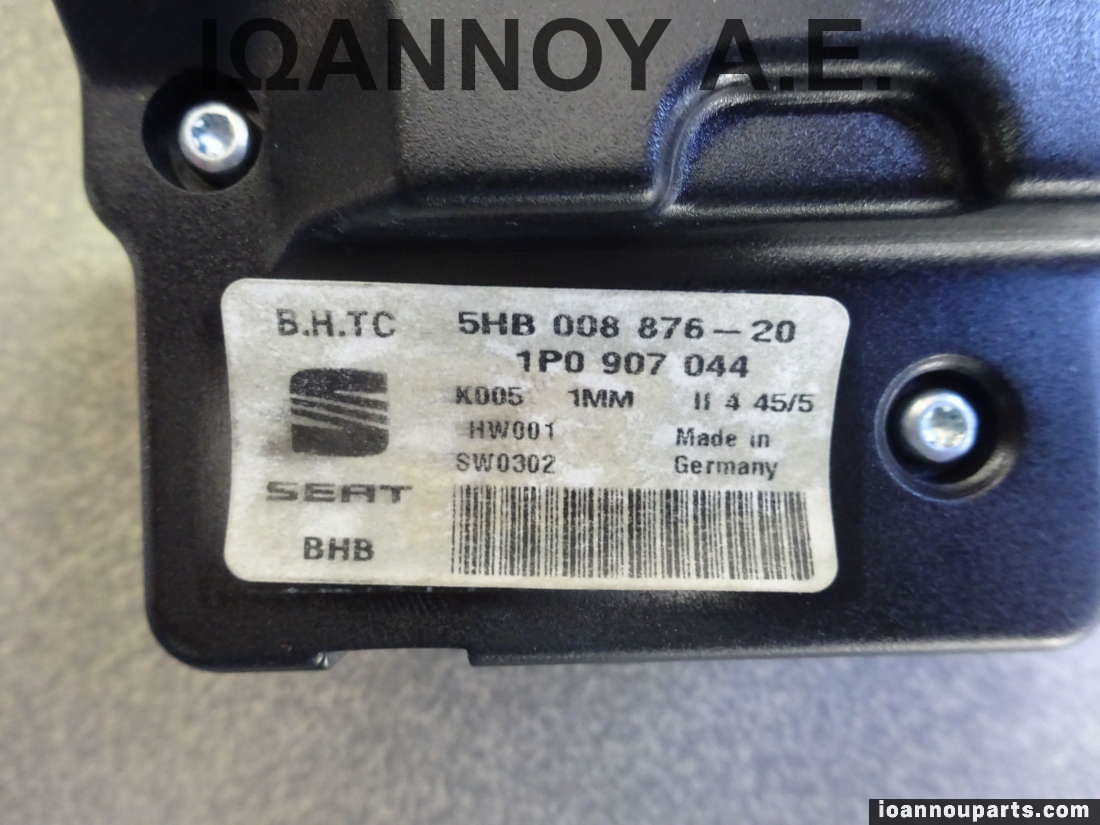 ΙΩΑΝΝΟΥ Α.Ε.
B.H.TC 5HB 008 876-20
1P0 907 044
K005 1MM II 4 45/5
HW001 Made in
SW0302 Germany
SEAT
BHB
ioannouparts.com